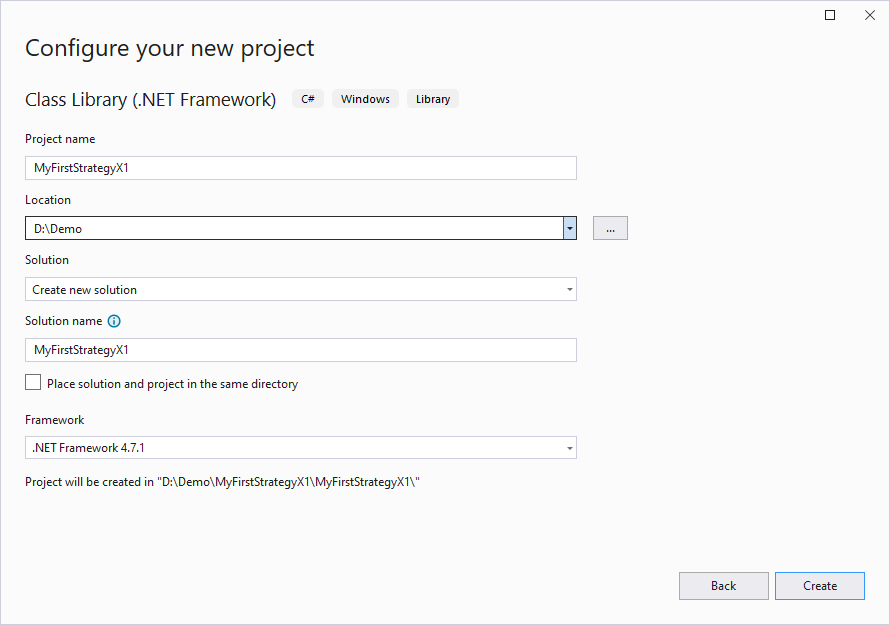 Configure your new project
Class Library (.NET Framework) C# Windows Library
Project name
MyFirstStrategyX1
Location
D:\Demo ...
Solution
Create new solution
Solution name
MyFirstStrategyX1
Place solution and project in the same directory
Framework
.NET Framework 4.7.1
Project will be created in "D:\Demo\MyFirstStrategyX1\MyFirstStrategyX1\"
Back Create